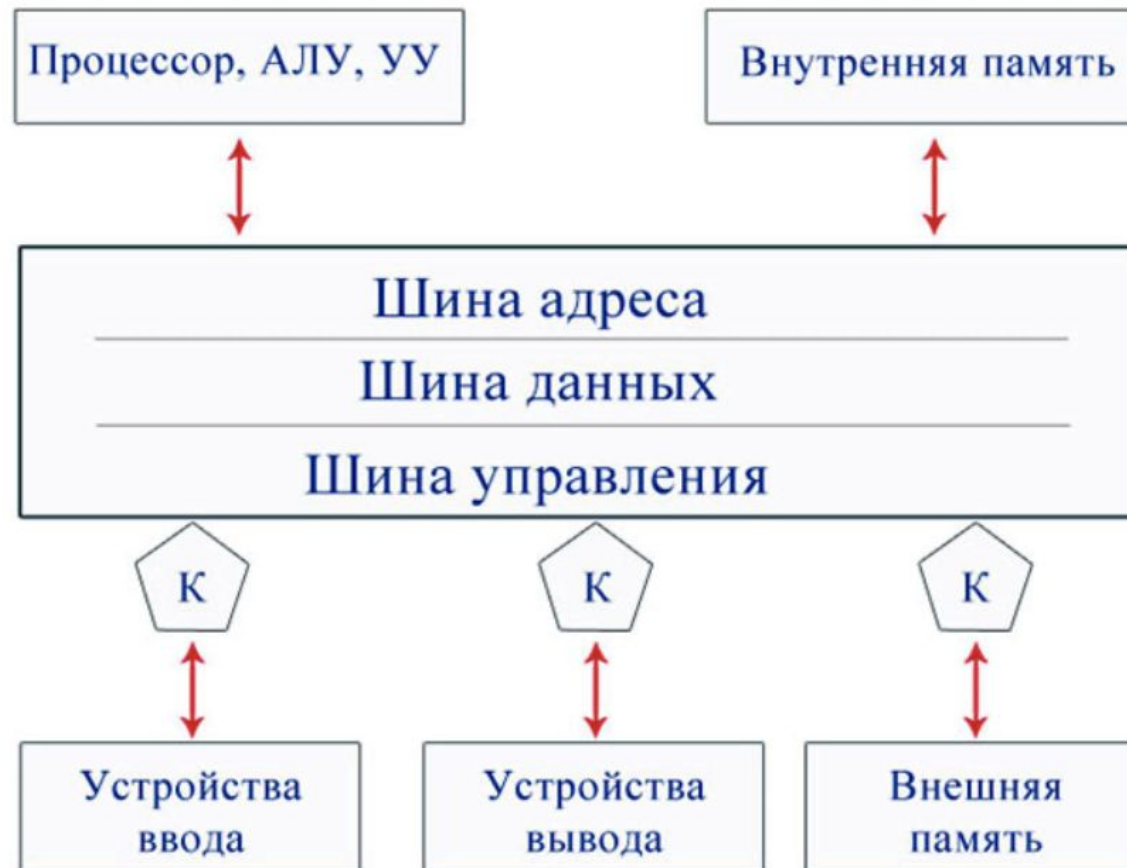 Процессор, АЛУ, УУ
Внутренняя память
Шина адреса
Шина данных
Шина управления
К
К
К
Устройства
ввода
Устройства
вывода
Внешняя
память